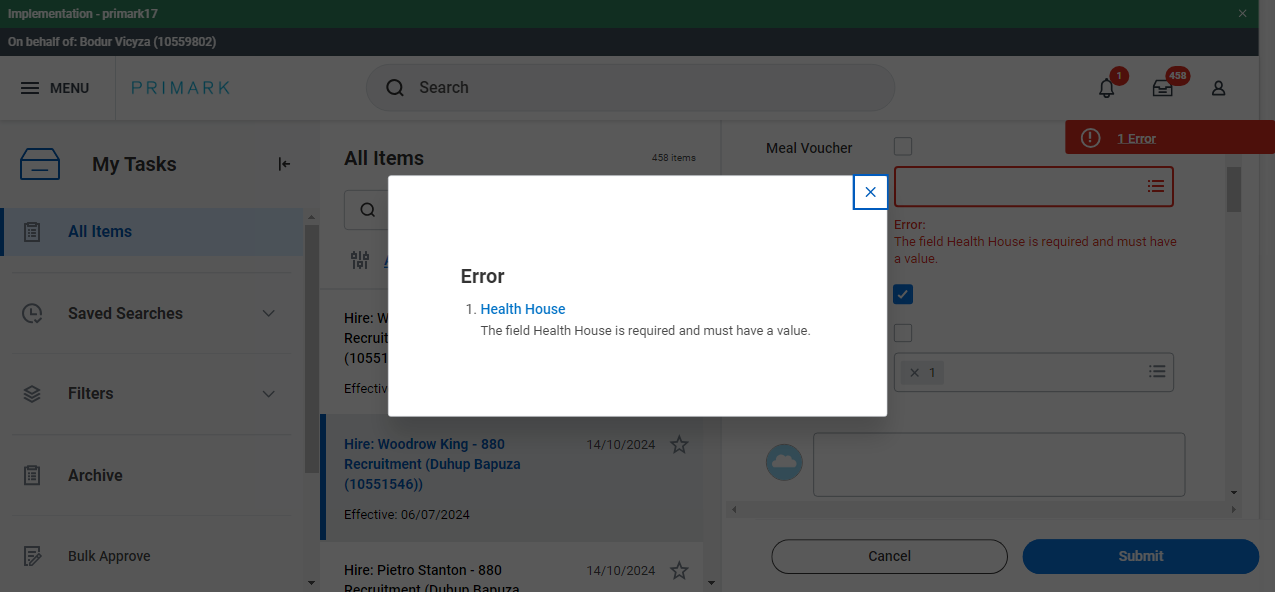 Implementation - primark17
On behalf of: Bodur Vicyza (10559802)
MENU
PRIMARK
Search
1
458
My Tasks
All Items
Saved Searches
Filters
Archive
Bulk Approve
All Items
458 items
Hire: W
Recruit
(10551
Effectiv
Hire: Woodrow King - 880
Recruitment (Duhup Bapuza
(10551546))
14/10/2024
Effective: 06/07/2024
Hire: Pietro Stanton - 880
Recruitment (Duhup Bapuza
14/10/2024
Meal Voucher
1 Error
Error:
The field Health House is required and must have
a value.
1
Cancel
Submit
Error
1. Health House
The field Health House is required and must have a value.